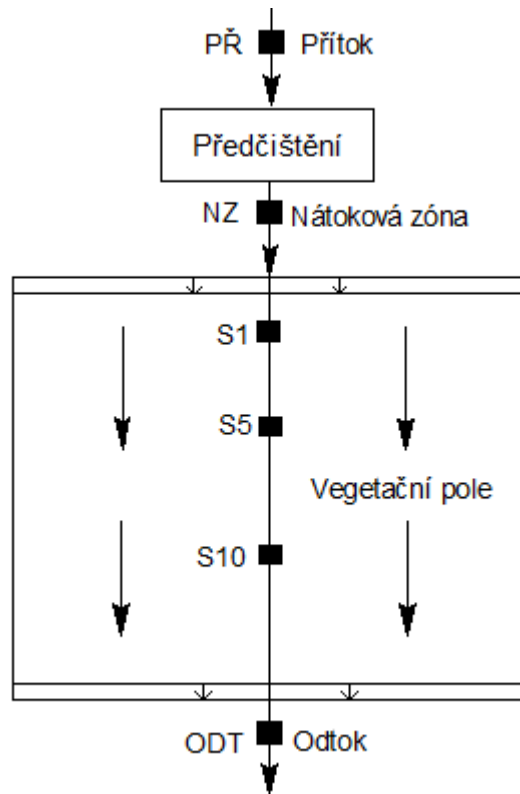 PŘ Přítok
Předčištění
NZ Nátoková zóna
S1
S5
Vegetační pole
S10
ODT Odtok